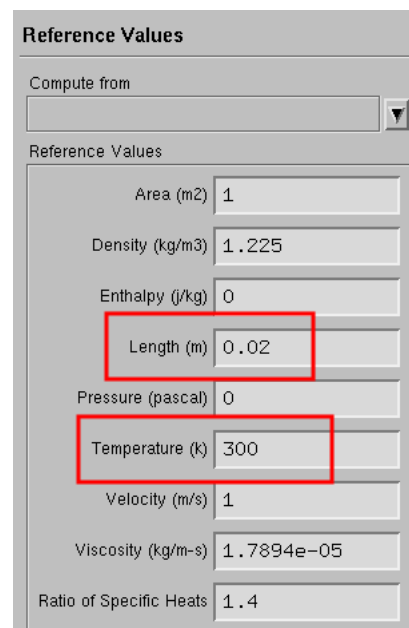 Reference Values
Compute from
Reference Values
Area (m2) 1
Density (kg/m3) 1.225
Enthalpy (j/kg) 0
Length (m) 0.02
Pressure (pascal) 0
Temperature (k) 300
Velocity (m/s) 1
Viscosity (kg/m-s) 1.7894e-05
Ratio of Specific Heats 1.4